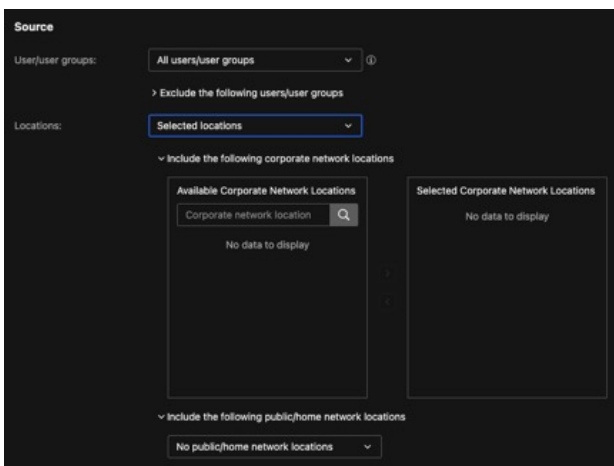 Source
User/user groups: All users/user groups
> Exclude the following users/user groups
Locations: Selected locations
Include the following corporate network locations
Available Corporate Network Locations Selected Corporate Network Locations
Corporate network location No data to display
No data to display
Include the following public/home network locations
No public/home network locations